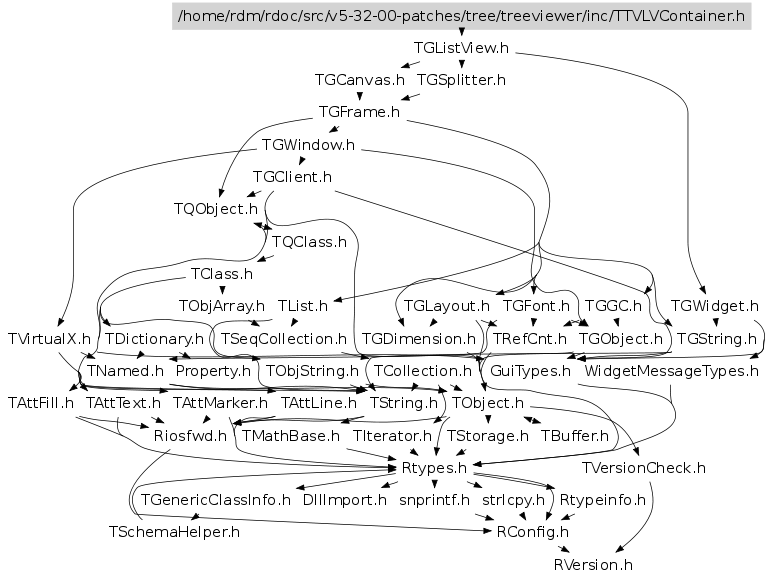 /home/rdm/rdoc/src/v5-32-00-patches/tree/treeviewer/inc/TTVLVContainer.h
TGListView.h
TGCanvas.h TGSplitter.h
TGFrame.h
TGWindow.h
TGClient.h
TQObject.h
TQClass.h
TClass.h
TObjArray.h TList.h TGLayout.h TGFont.h TGGC.h TGWidget.h
TVirtualX.h TDictionary.h TSeqCollection.h TGDimension.h TRefCnt.h TGObject.h TGString.h
TNamed.h Property.h TObjString.h TCollection.h GuiTypes.h WidgetMessageTypes.h
TAttFill.h TAttText.h TAttMarker.h TAttLine.h TString.h TObject.h
Riosfwd.h TMathBase.h TIterator.h TStorage.h TBuffer.h
Rtypes.h TVersionCheck.h
TGenericClassInfo.h DllImport.h snprintf.h strlcpy.h Rtypeinfo.h
TSchemaHelper.h RConfig.h
RVersion.h